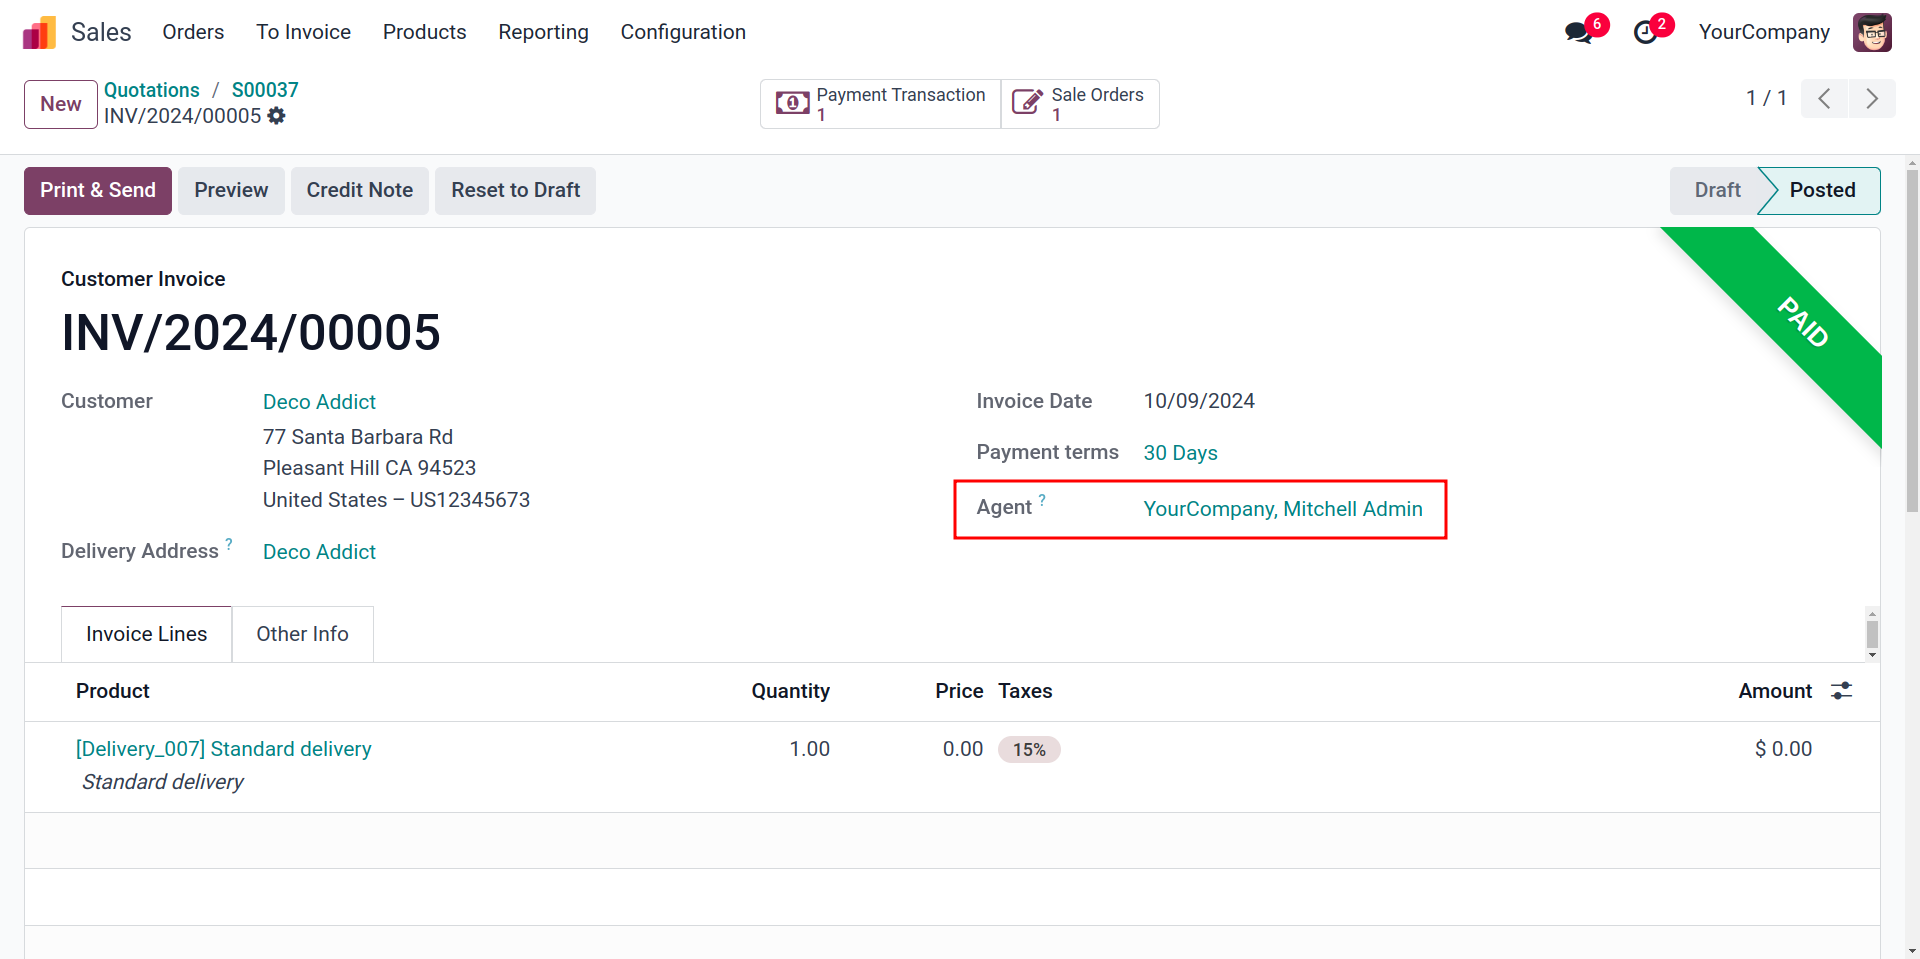 Sales Orders To Invoice Products Reporting Configuration 6 2 YourCompany
New Quotations / S00037
INV/2024/00005
Payment Transaction
1
Sale Orders
1
1 / 1
Print & Send Preview Credit Note Reset to Draft Draft Posted
PAID
Customer Invoice
INV/2024/00005
Customer Deco Addict
77 Santa Barbara Rd
Pleasant Hill CA 94523
United States – US12345673
Delivery Address ? Deco Addict
Invoice Date 10/09/2024
Payment terms 30 Days
Agent ? YourCompany, Mitchell Admin
Invoice Lines Other Info
Product Quantity Price Taxes Amount
[Delivery_007] Standard delivery 1.00 0.00 15% $ 0.00
Standard delivery